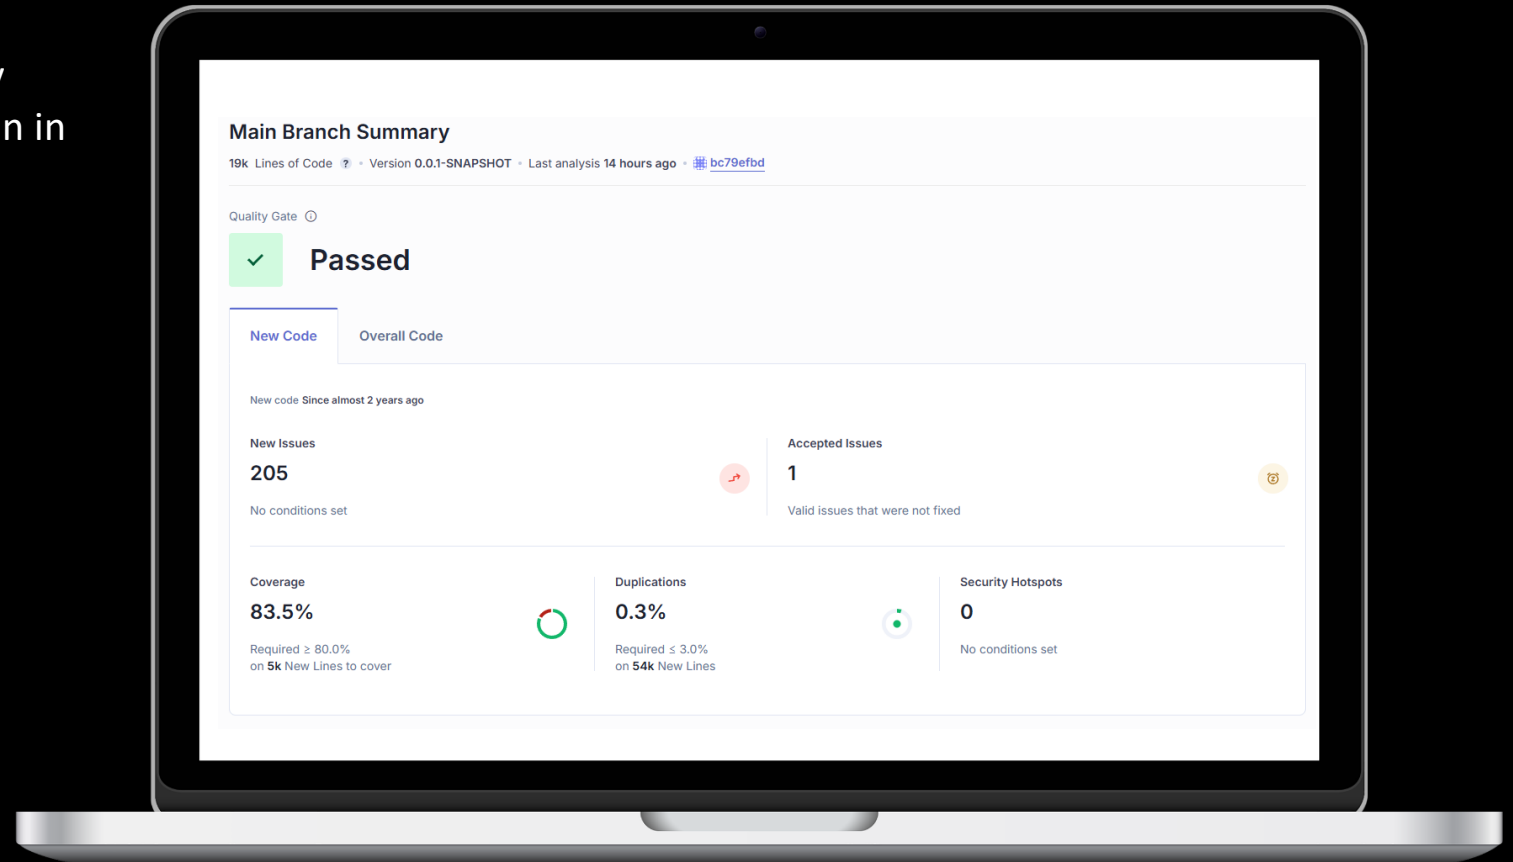 n in
Main Branch Summary
19k Lines of Code ? • Version 0.0.1-SNAPSHOT • Last analysis 14 hours ago • bc79efbd
Quality Gate
Passed
New Code Overall Code
New code Since almost 2 years ago
New Issues
205
No conditions set
Accepted Issues
1
Valid issues that were not fixed
Coverage
83.5%
Required ≥ 80.0%
on 5k New Lines to cover
Duplications
0.3%
Required ≤ 3.0%
on 54k New Lines
Security Hotspots
0
No conditions set